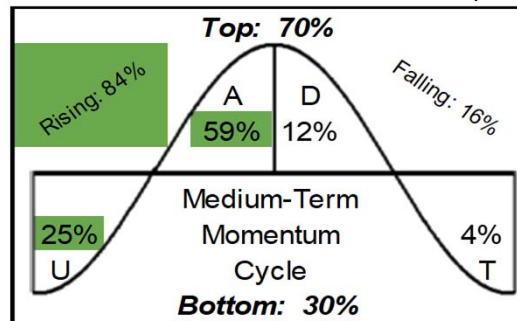 Top: 70%
Rising: 84%
Falling: 16%
A D
59% 12%
Medium-Term
25% Momentum 4%
U Cycle T
Bottom: 30%